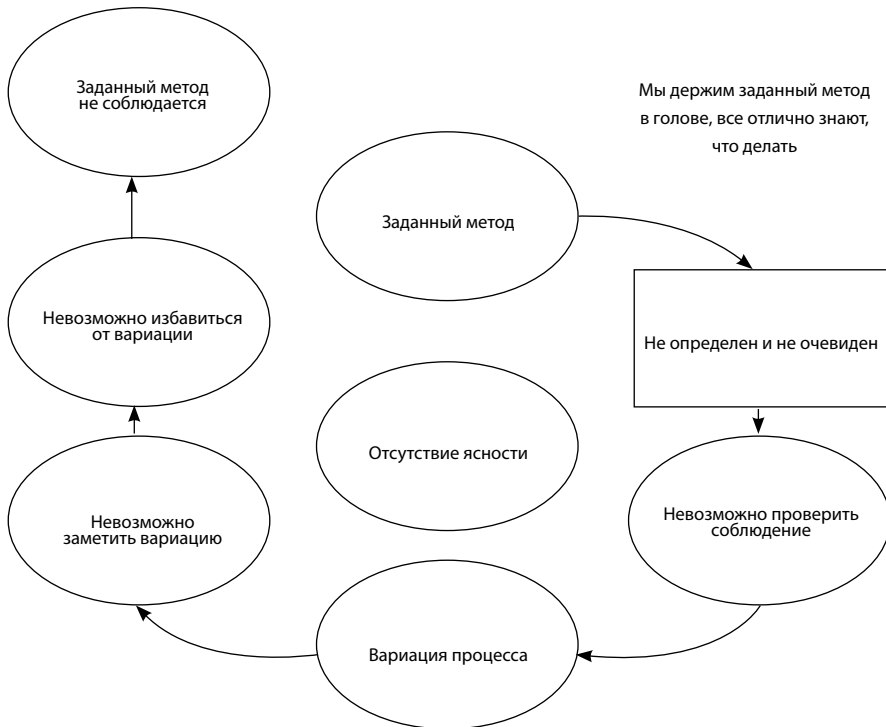 Заданный метод
не соблюдается
Мы держим заданный метод
в голове, все отлично знают,
что делать
Заданный метод
Невозможно избавиться
от вариации
Не определен и не очевиден
Отсутствие ясности
Невозможно
заметить вариацию
Невозможно проверить
соблюдение
Вариация процесса